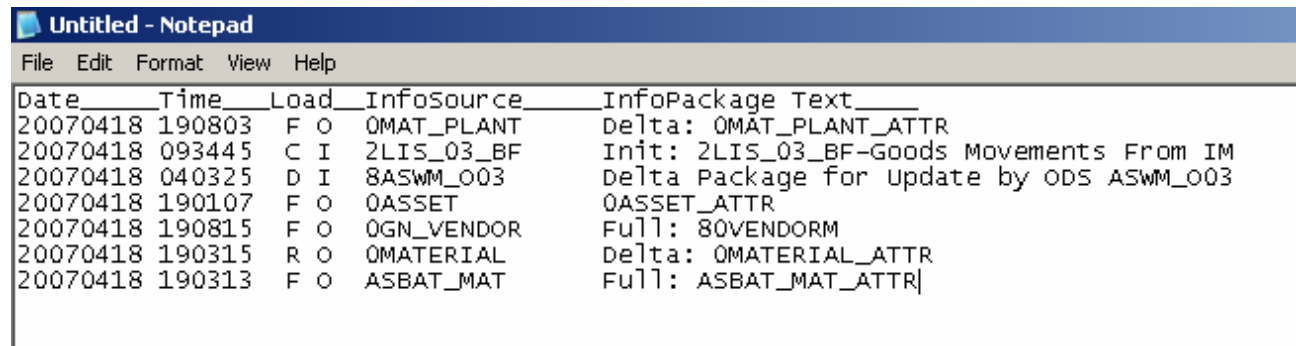 Untitled - Notepad
File Edit Format View Help
Date_____Time___Load__InfoSource_____InfoPackage Text____
20070418 190803 F O 0MAT_PLANT Delta: 0MAT_PLANT_ATTR
20070418 093445 C I 2LIS_03_BF Init: 2LIS_03_BF-Goods Movements From IM
20070418 040325 D I 8ASWM_O03 Delta Package for Update by ODS ASWM_O03
20070418 190107 F O 0ASSET 0ASSET_ATTR
20070418 190815 F O 0GN_VENDOR Full: 80VENDORM
20070418 190315 R O 0MATERIAL Delta: 0MATERIAL_ATTR
20070418 190313 F O ASBAT_MAT Full: ASBAT_MAT_ATTR